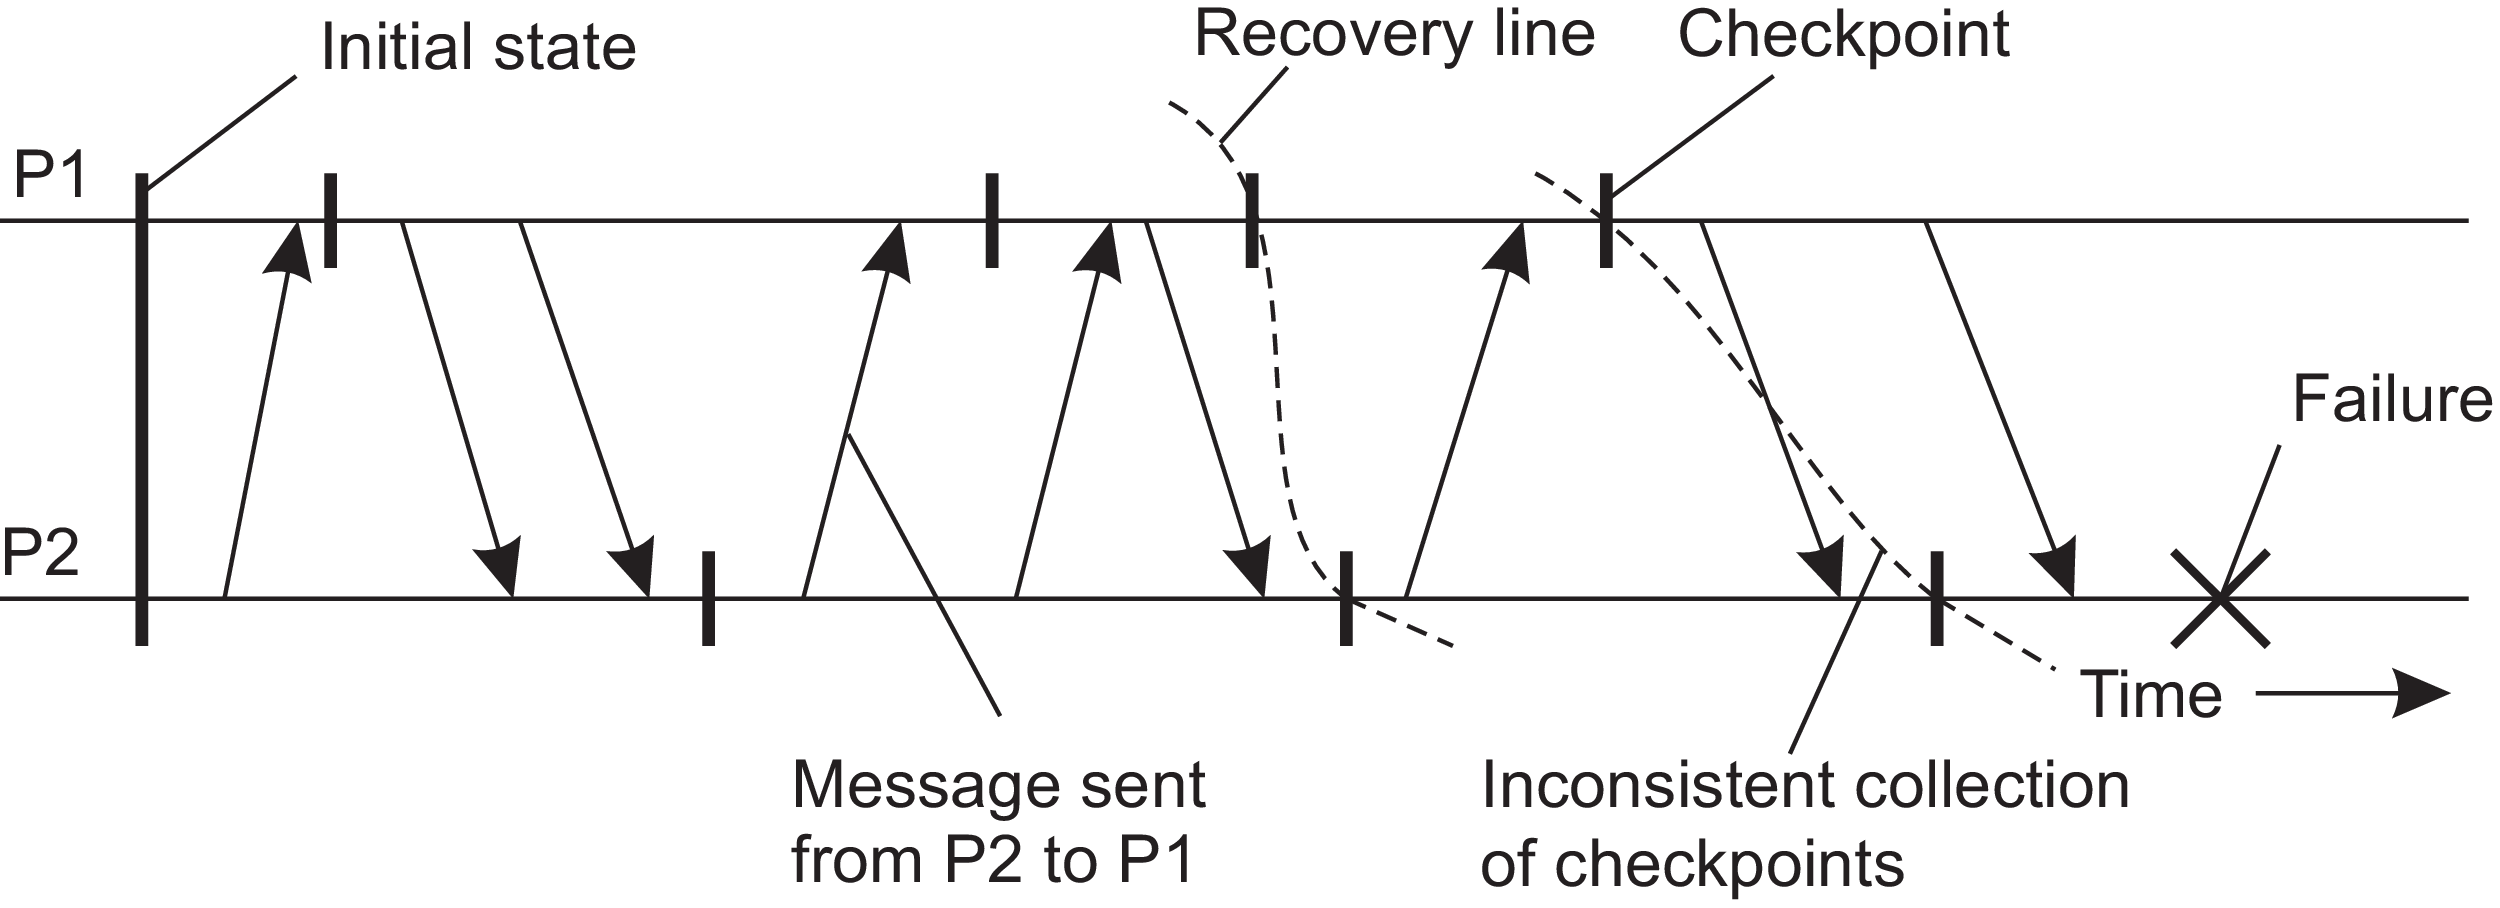 Initial state
Recovery line
Checkpoint
P1
Failure
P2
Time
Message sent
from P2 to P1
Inconsistent collection
of checkpoints